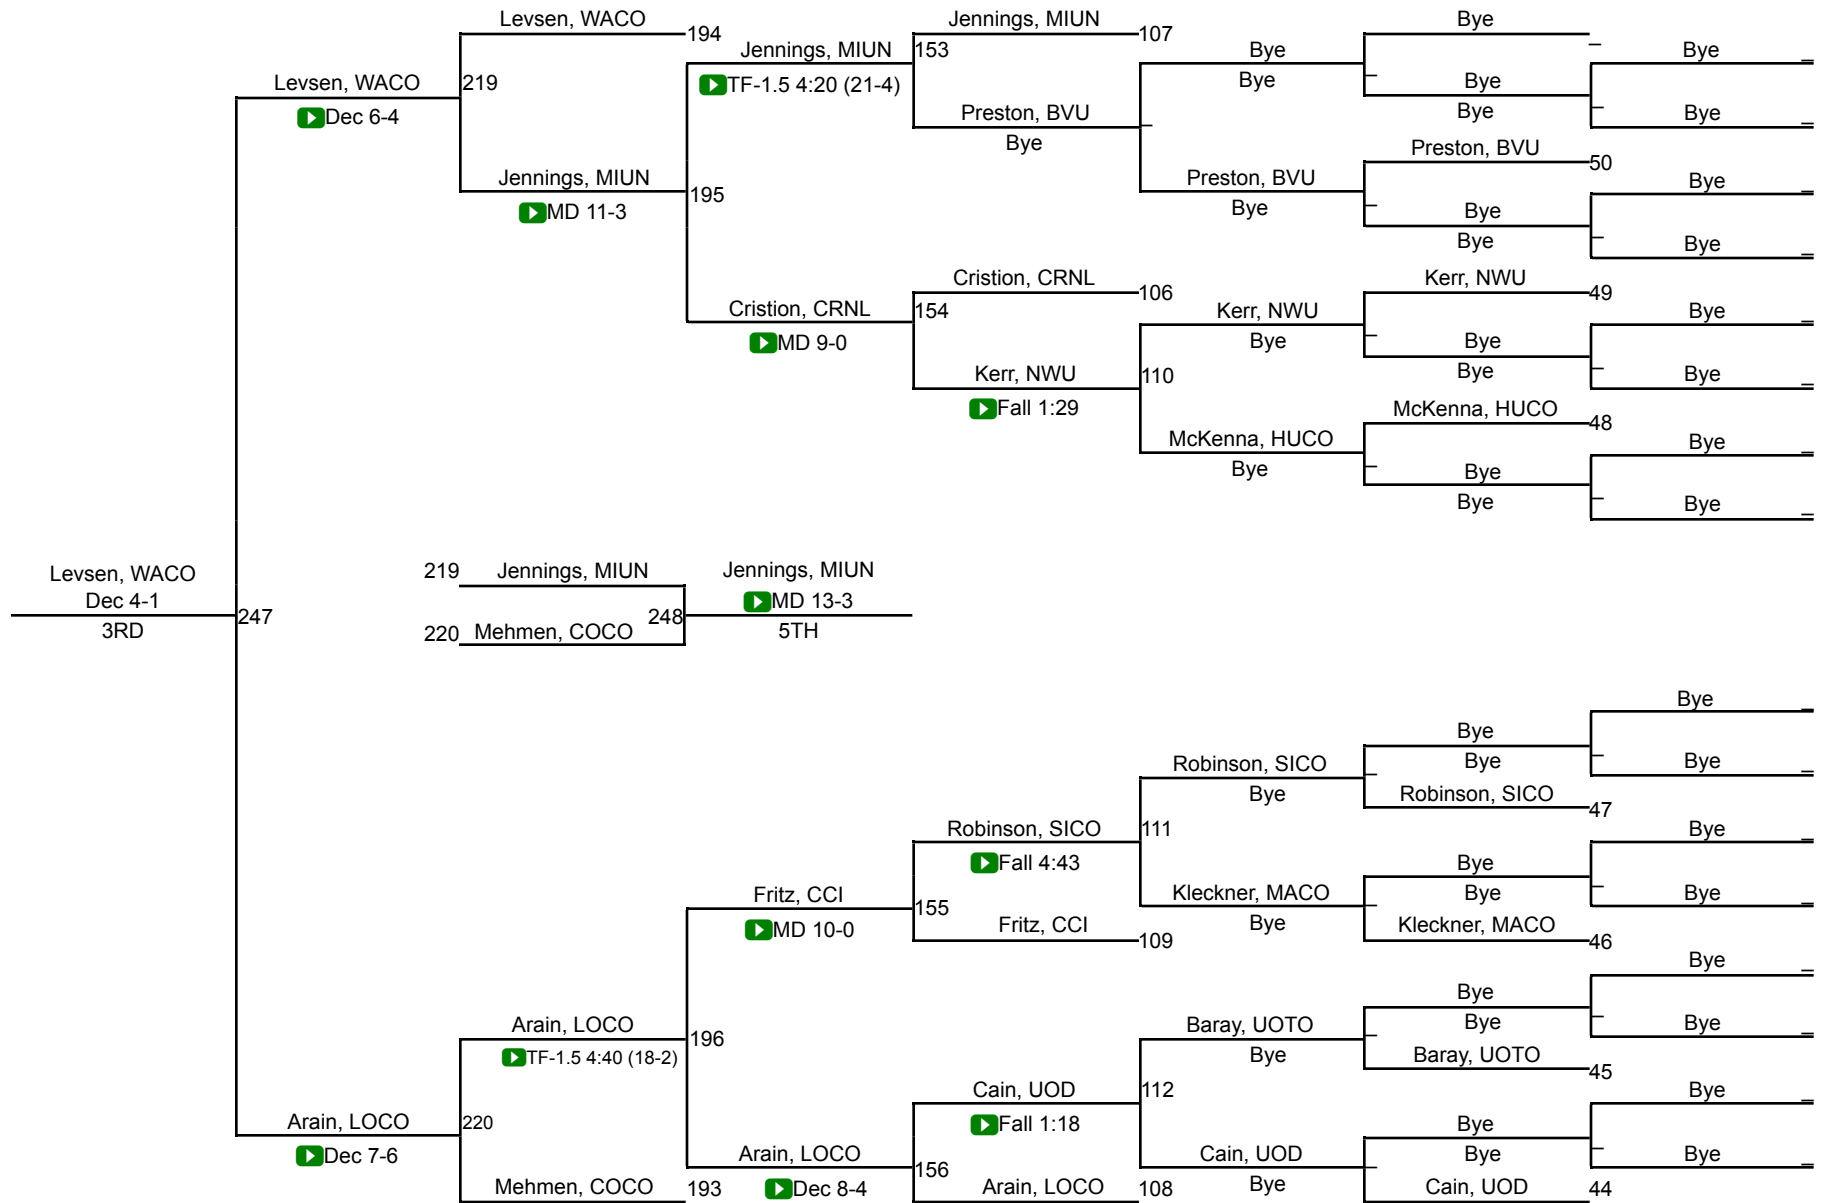 Levsen, WACO
194
Jennings, MIUN
107
Bye
Jennings, MIUN
153
Bye
Bye
TF-1.5 4:20 (21-4)
Bye
Bye
Levsen, WACO
219
Bye
Dec 6-4
Preston, BVU
Bye
Bye
Bye
Preston, BVU
50
Jennings, MIUN
195
Preston, BVU
Bye
MD 11-3
Bye
Bye
Bye
Bye
Cristion, CRNL
106
Kerr, NWU
49
Cristion, CRNL
154
Kerr, NWU
Bye
MD 9-0
Bye
Bye
Kerr, NWU
110
Bye
Bye
Fall 1:29
McKenna, HUCO
48
McKenna, HUCO
Bye
Bye
Bye
Bye
Bye
Levsen, WACO
219
Jennings, MIUN
Jennings, MIUN
Dec 4-1
MD 13-3
247
248
3RD
220
Mehmen, COCO
5TH
Bye
Bye
Robinson, SICO
Bye
Bye
Bye
Robinson, SICO
47
Robinson, SICO
111
Bye
Fall 4:43
Bye
Fritz, CCI
Kleckner, MACO
Bye
Bye
155
MD 10-0
Fritz, CCI
Bye
Kleckner, MACO
109
46
Bye
Bye
Arain, LOCO
196
Baray, UOTO
Bye
Bye
TF-1.5 4:40 (18-2)
Bye
Baray, UOTO
45
Cain, UOD
112
Bye
Arain, LOCO
220
Fall 1:18
Bye
Dec 7-6
Arain, LOCO
Cain, UOD
Bye
Bye
156
Mehmen, COCO
193
Dec 8-4
Arain, LOCO
108
Bye
Cain, UOD
44